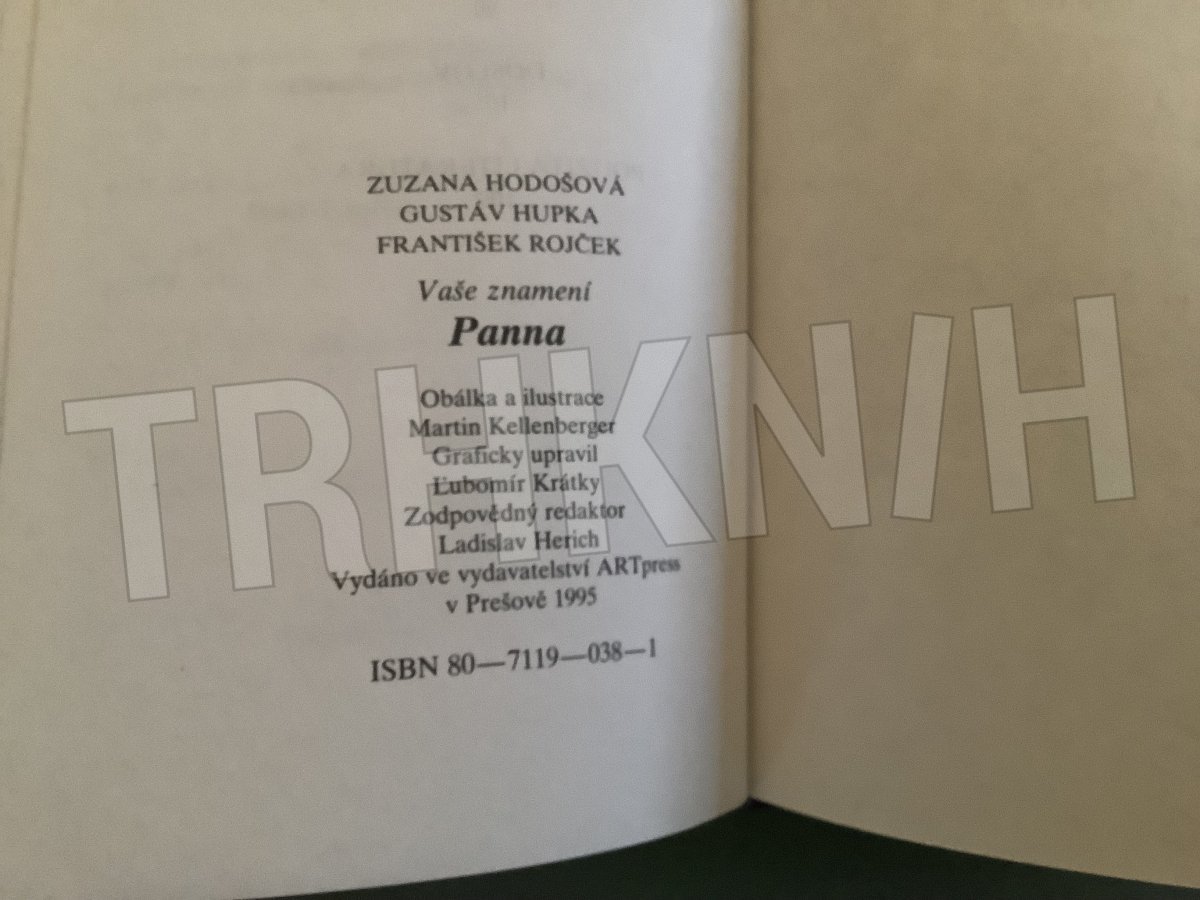 ZUZANA HODOŠOVÁ
GUSTÁV HUPKA
FRANTIŠEK ROJČEK
Vaše znamení
Panna
Obálka a ilustrace
Martin Kellenberger
Graficky upravil
Ľubomír Krátky
Zodpovědný redaktor
Ladislav Herich
Vydáno ve vydavatelství ARTpress
v Prešově 1995
ISBN 80—7119—038—1
TRHKNIH